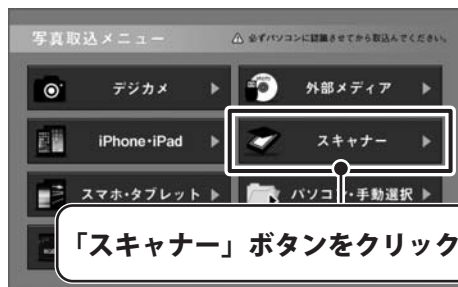 写真取込メニュー
⚠ 必ずパソコンに認識させてから取込んでください。
デジカメ ▶
外部メディア ▶
iPhone・iPad ▶
スキャナー ▶
スマホ・タブレット ▶
パソコン・手動選択 ▶
「スキャナー」ボタンをクリック